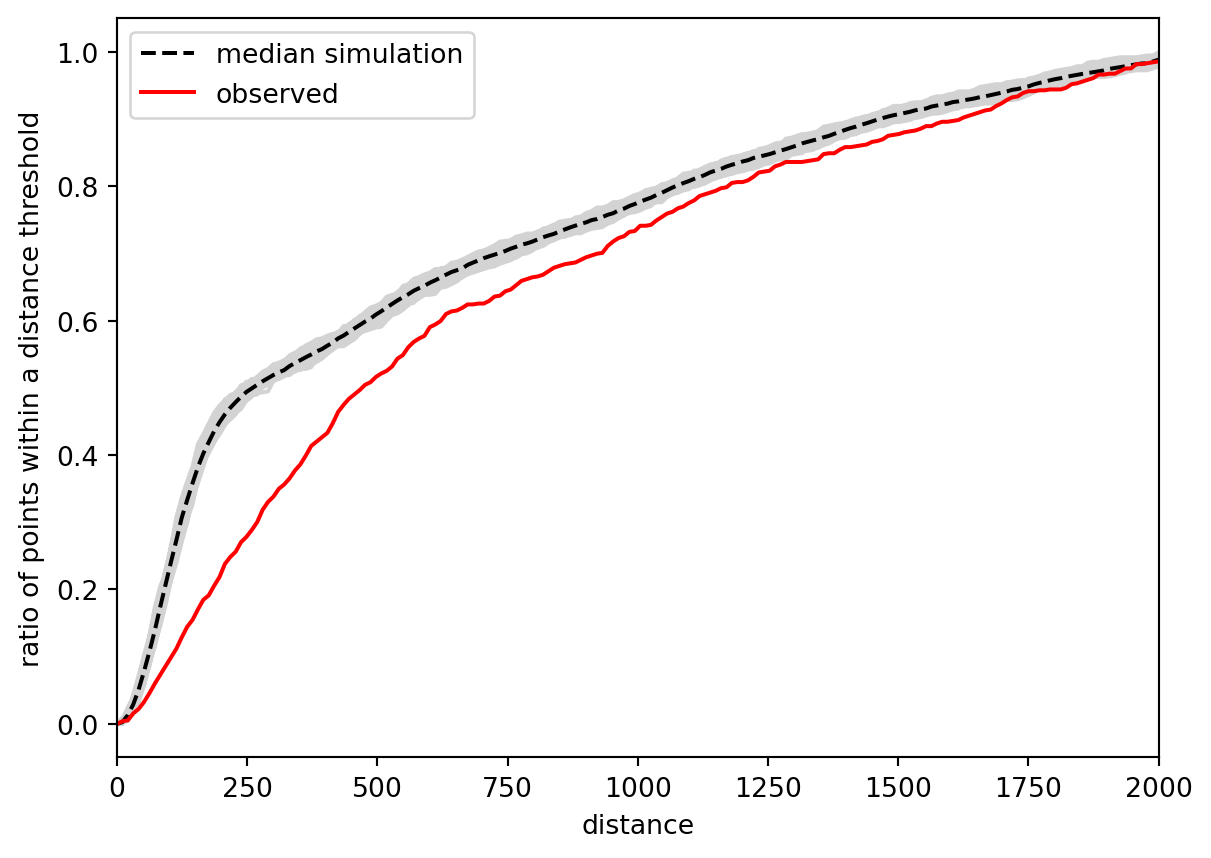 median simulation
observed
ratio of points within a distance threshold
1.0
0.8
0.6
0.4
0.2
0.0
0 250 500 750 1000 1250 1500 1750 2000
distance